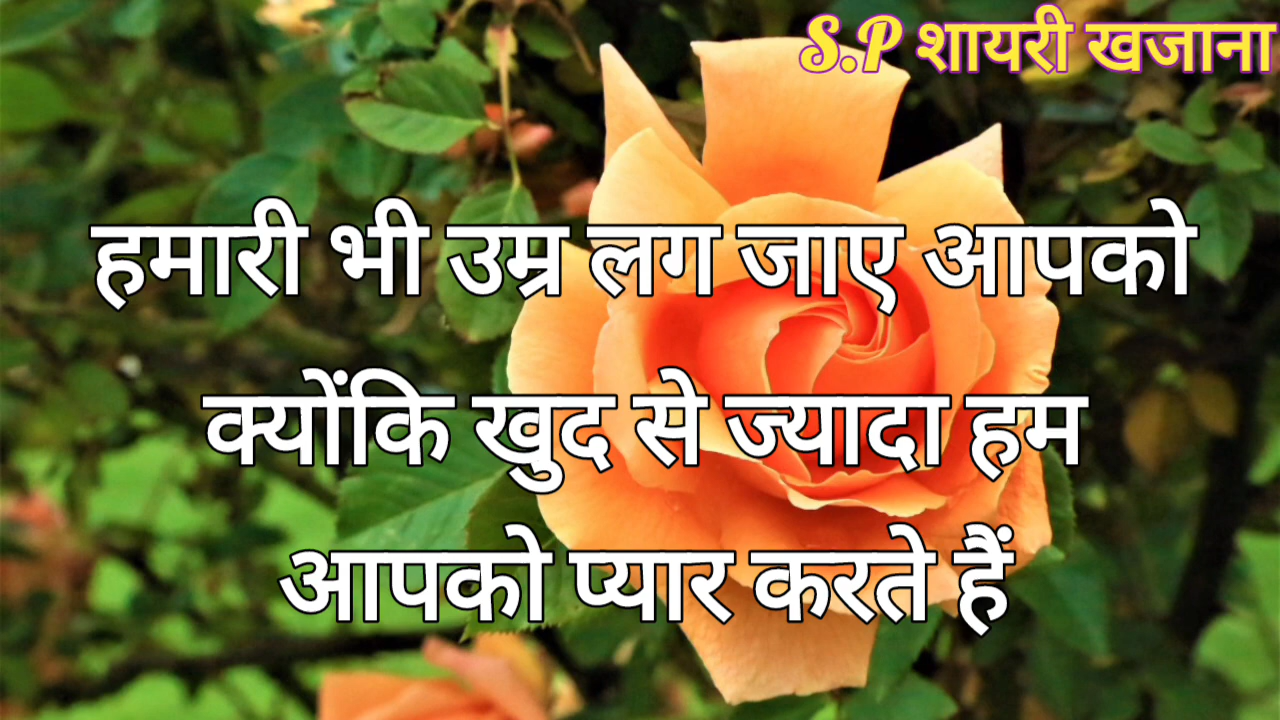 S.P शायरी खजाना
हमारी भी उम्र लग जाए आपको
क्योंकि खुद से ज्यादा हम
आपको प्यार करते हैं